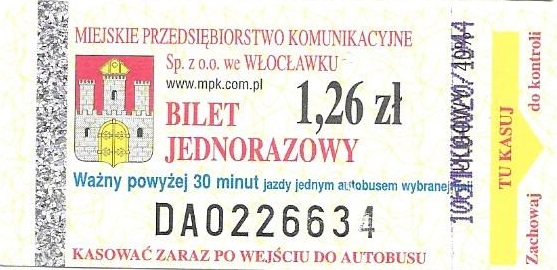 MIEJSKIE PRZEDSIĘBIORSTWO KOMUNIKACYJNE
Sp. z o.o. we WŁOCŁAWKU
www.mpk.com.pl
BILET 1,26 zł
JEDNORAZOWY
Ważny powyżej 30 minut jazdy jednym autobusem wybranej
DA0226634
KASOWAĆ ZARAZ PO WEJŚCIU DO AUTOBUSU
TU KASUJ
Zachowaj do kontroli